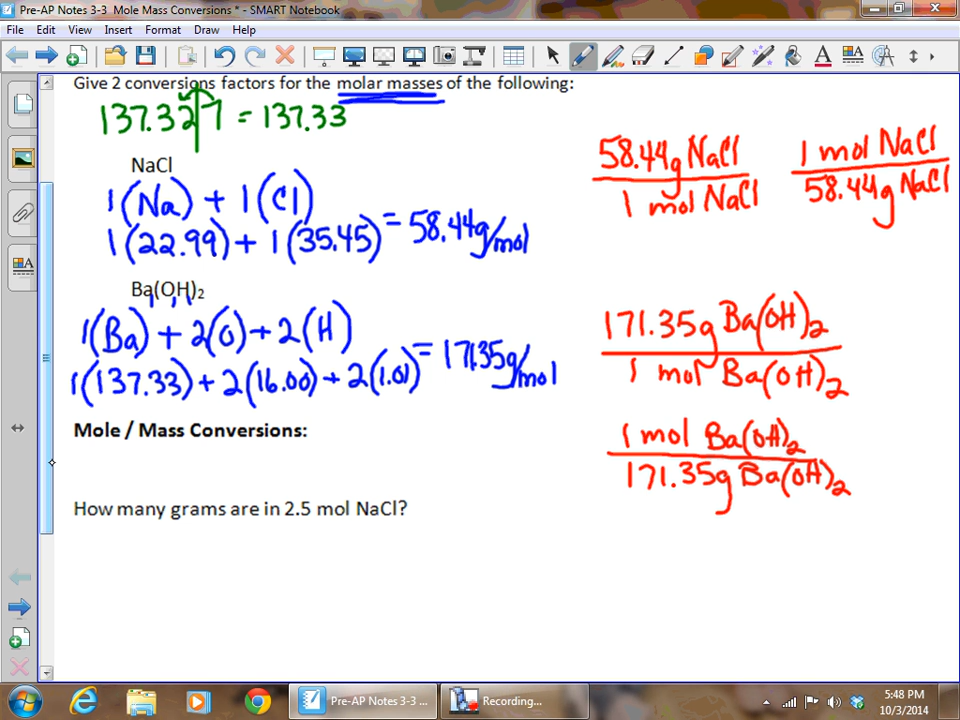 Pre-AP Notes 3-3 Mole Mass Conversions * - SMART Notebook
File Edit View Insert Format Draw Help
Give 2 conversions factors for the molar masses of the following:
137.327 = 137.33
NaCl
1(Na) + 1(Cl)
1(22.99) + 1(35.45) = 58.44g/mol
58.44g NaCl
1 mol NaCl
1 mol NaCl
58.44g NaCl
Ba(OH)₂
1(Ba) + 2(O) + 2(H)
1(137.33) + 2(16.00) + 2(1.01) = 171.35g/mol
171.35g Ba(OH)₂
1 mol Ba(OH)₂
1 mol Ba(OH)₂
171.35g Ba(OH)₂
Mole / Mass Conversions:
How many grams are in 2.5 mol NaCl?
Pre-AP Notes 3-3 ...
Recording...
5:48 PM
10/3/2014